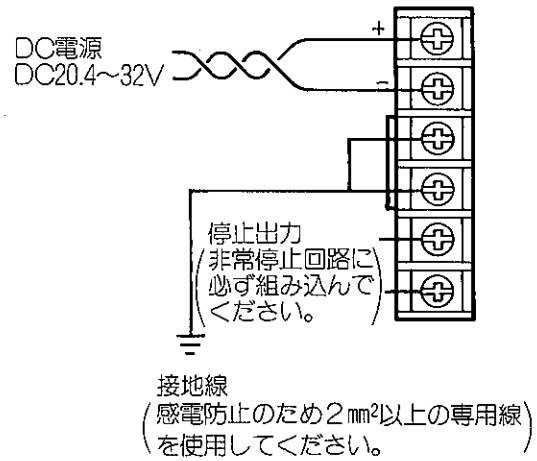 DC電源
DC20.4～32V
+
-
停止出力
(非常停止回路に
必ず組み込んで
ください。)
接地線
(感電防止のため2mm²以上の専用線
を使用してください。)